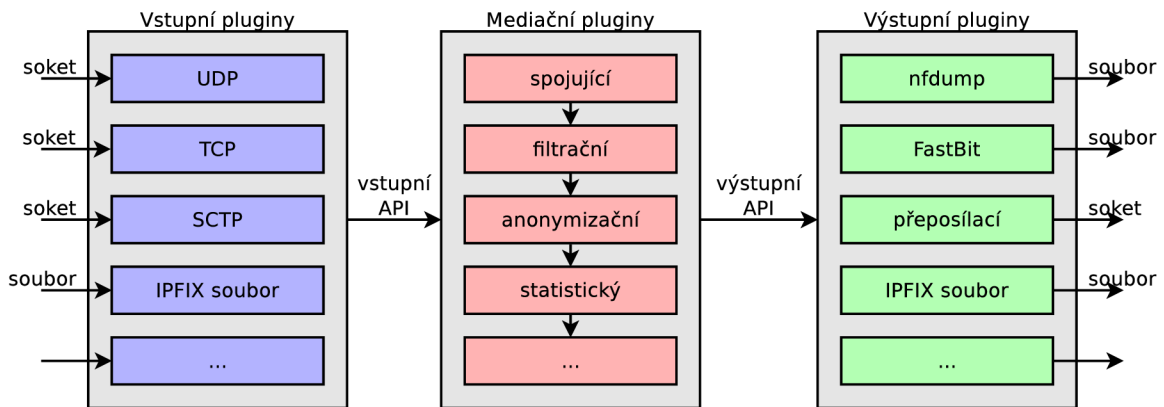 Vstupní pluginy
Mediační pluginy
Výstupní pluginy
soket
UDP
spojující
nfdump
soubor
soket
TCP
filtrační
FastBit
soubor
vstupní
API
výstupní
API
soket
SCTP
anonymizační
přeposílací
soket
soubor
IPFIX soubor
statistický
IPFIX soubor
soubor
...
...
...